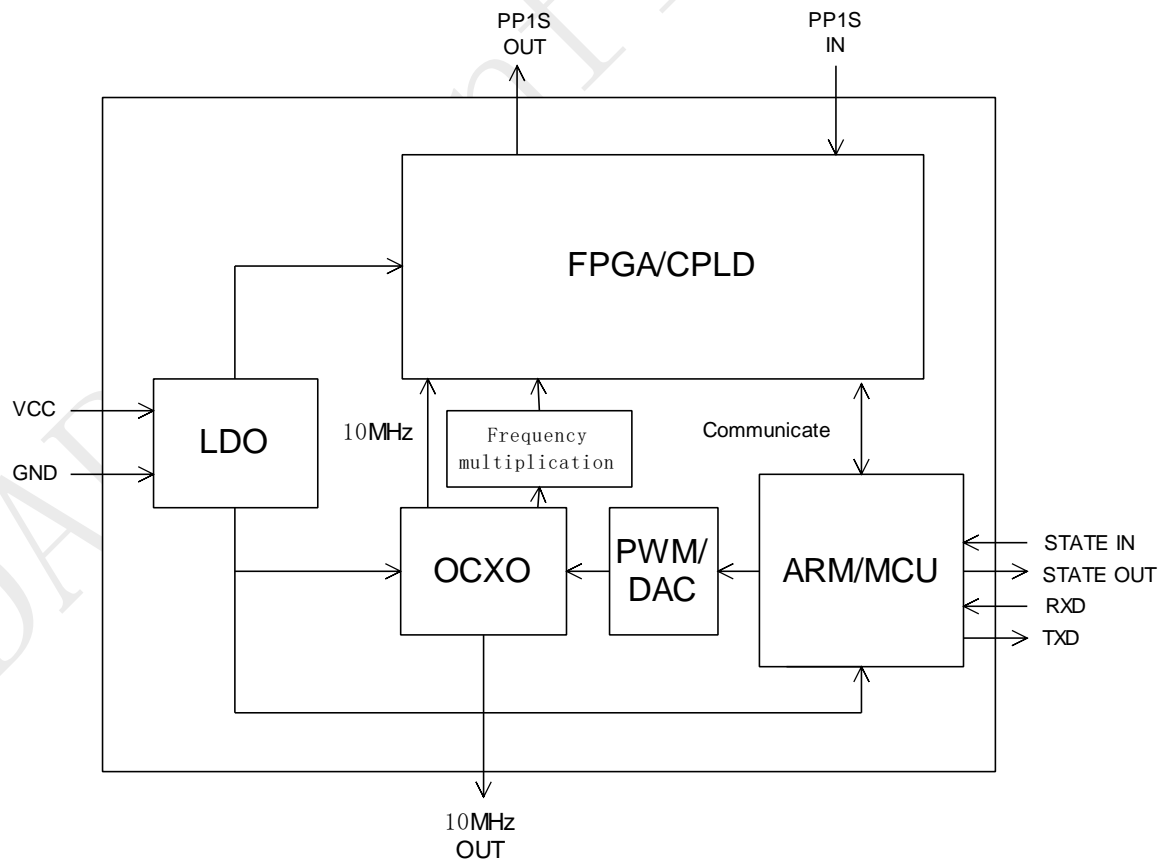 PP1S
OUT
PP1S
IN
FPGA/CPLD
VCC
GND
LDO
10MHz
Frequency
multiplication
Communicate
OCXO
PWM/
DAC
ARM/MCU
STATE IN
STATE OUT
RXD
TXD
10MHz
OUT